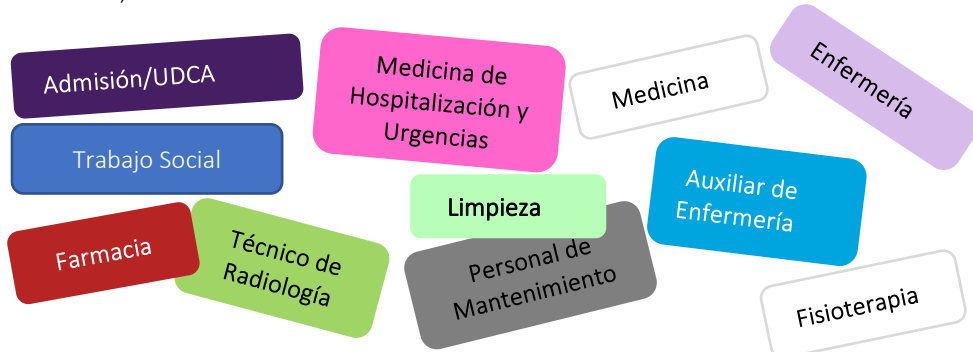 Admisión/UDCA
Medicina de
Hospitalización y
Urgencias
Medicina
Enfermería
Trabajo Social
Limpieza
Auxiliar de
Enfermería
Farmacia
Técnico de
Radiología
Personal de
Mantenimiento
Fisioterapia